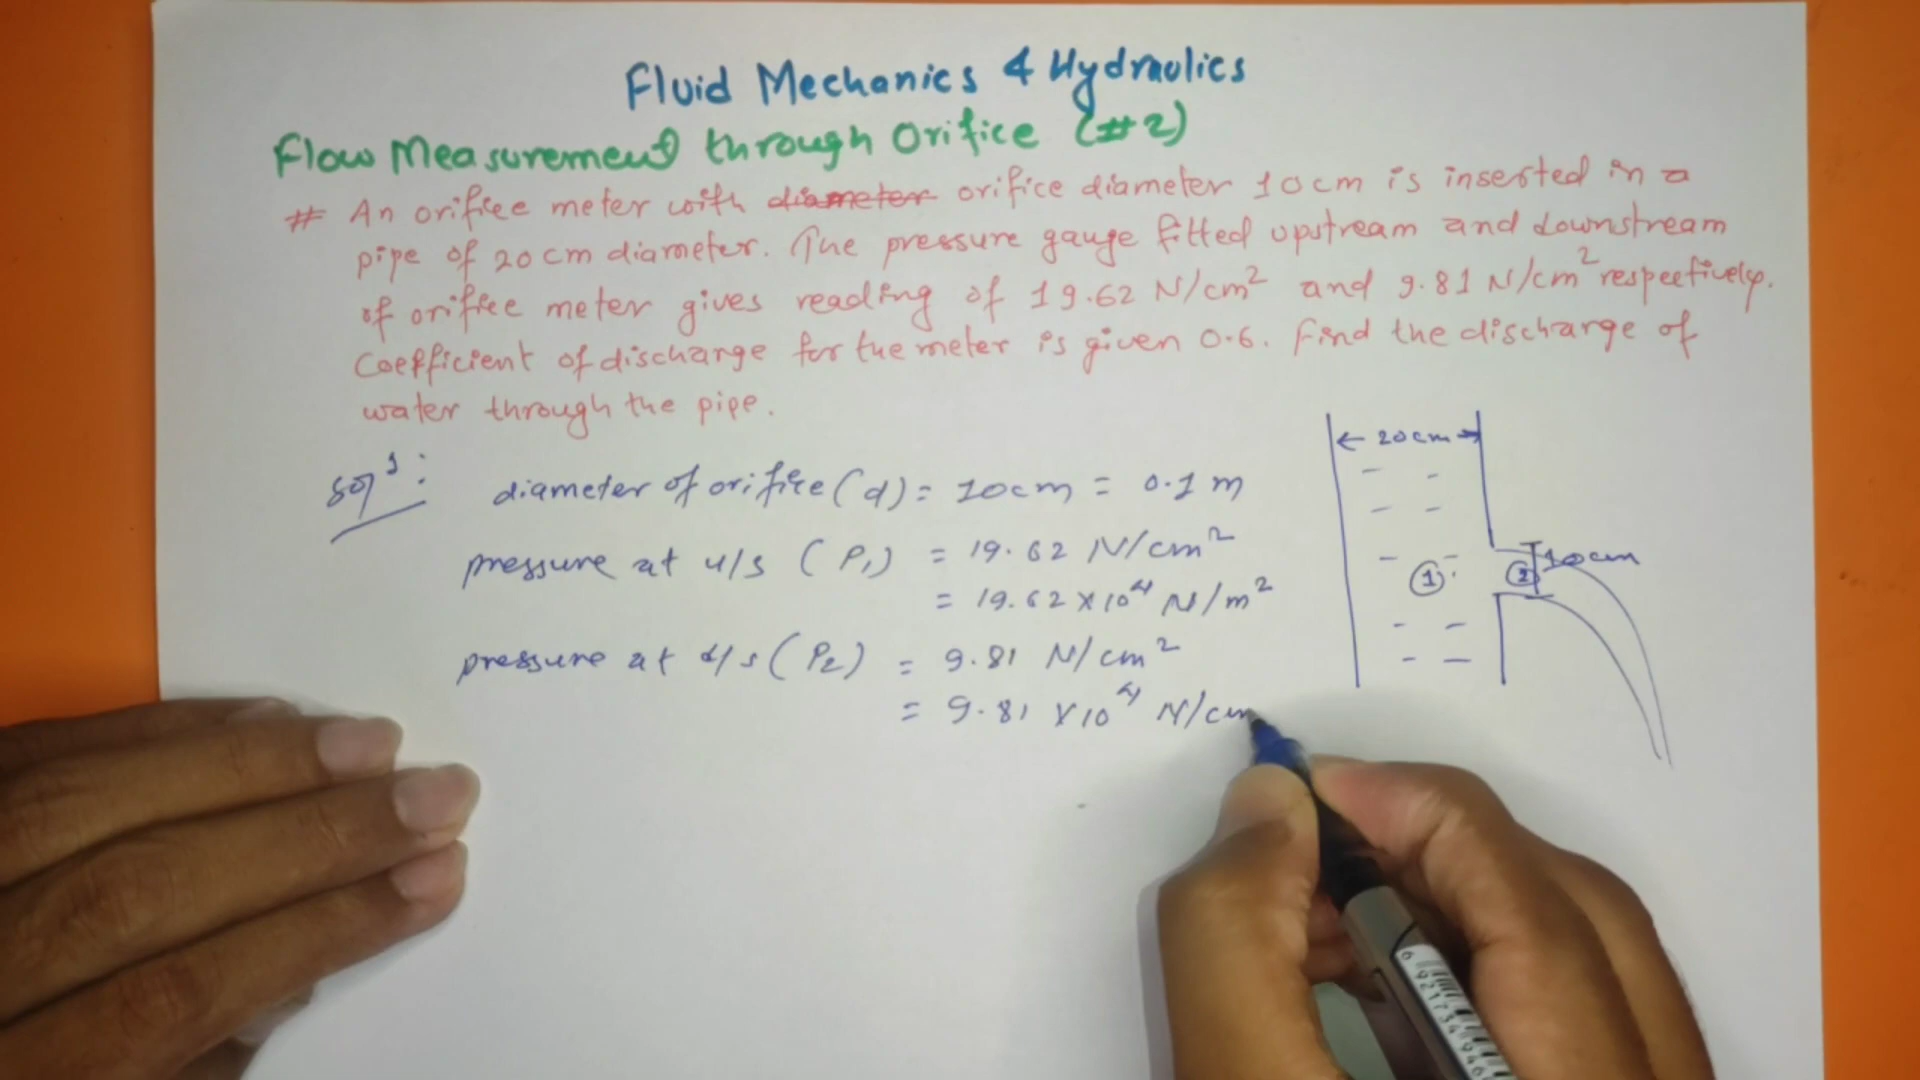 Fluid Mechanics & Hydraulics
Flow Measurement through Orifice (#2)
# An orifice meter with diameter orifice diameter 10cm is inserted in a
pipe of 20cm diameter. The pressure gauge fitted upstream and downstream
of orifice meter gives reading of 19.62 N/cm² and 9.81 N/cm² respectively.
Coefficient of discharge for the meter is given 0.6. Find the discharge of
water through the pipe.
solⁿ:
diameter of orifice (d) = 10cm = 0.1 m
pressure at u/s (P₁) = 19.62 N/cm²
= 19.62 × 10⁴ N/m²
pressure at d/s (P₂) = 9.81 N/cm²
= 9.81 × 10⁴ N/cm
← 20cm →
10cm
1
2